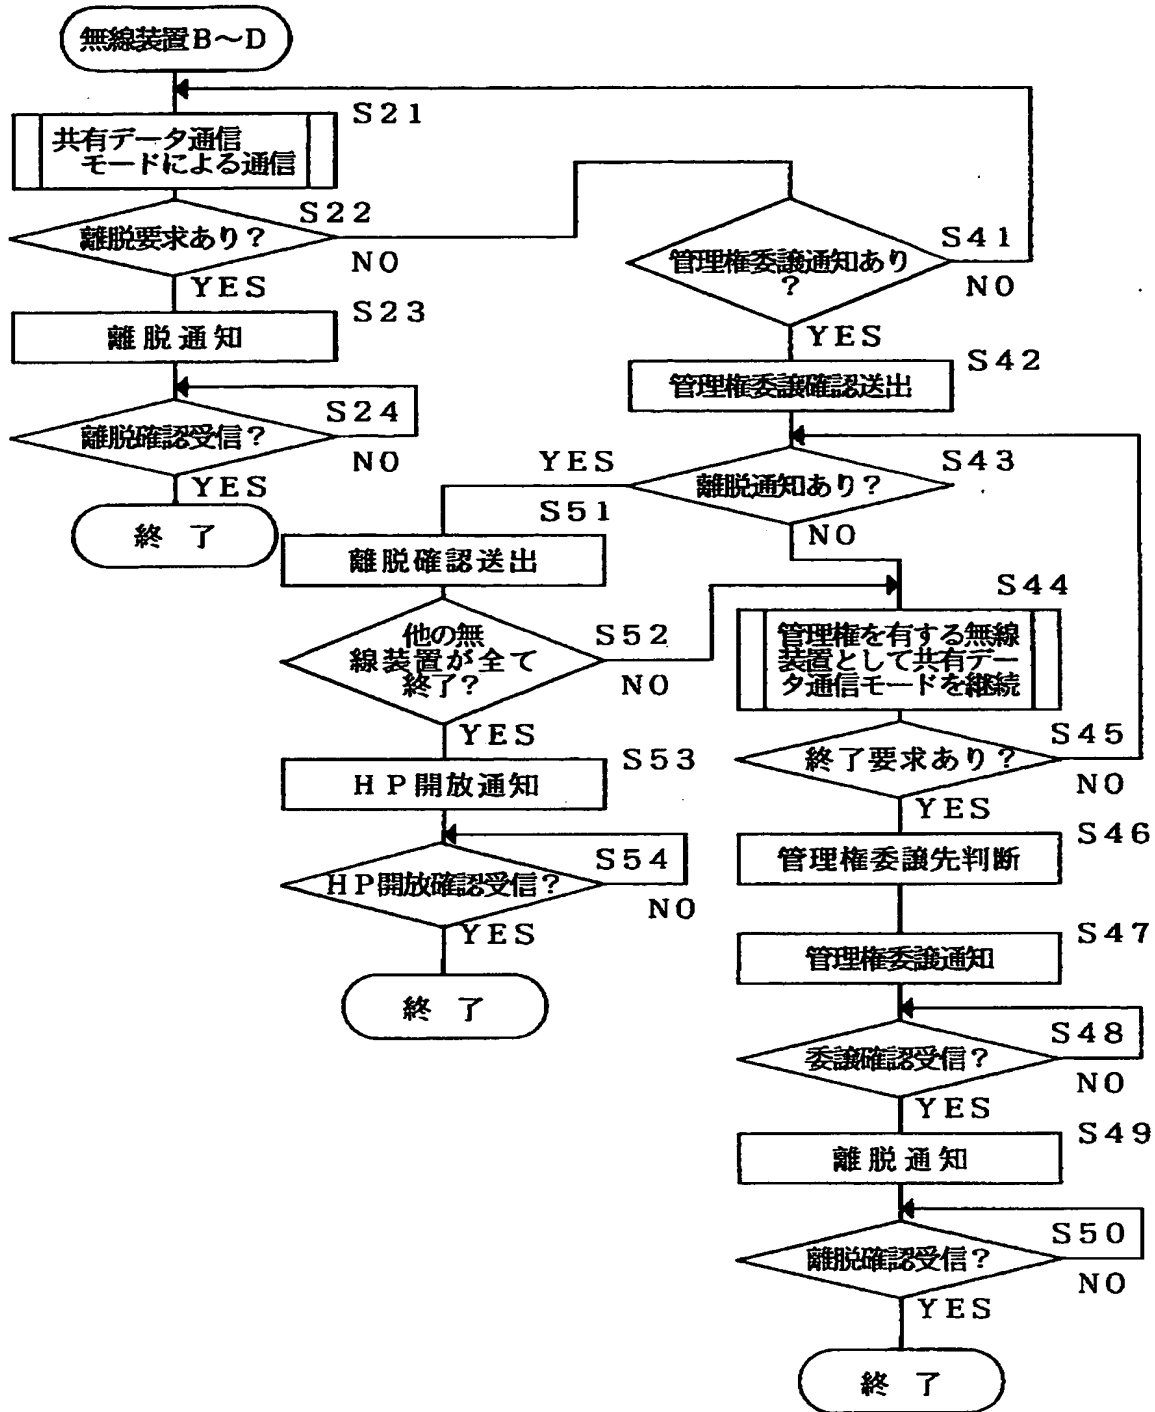 無線装置B〜D
S21
共有データ通信
モードによる通信
S22
離脱要求あり?
NO
YES
S23
離脱通知
S24
離脱確認受信?
NO
YES
終了
S41
管理権委譲通知あり
?
NO
YES
S42
管理権委譲確認送出
S43
離脱通知あり?
YES
NO
S51
離脱確認送出
S52
他の無
線装置が全て
終了?
NO
YES
S53
HP開放通知
S54
HP開放確認受信?
NO
YES
終了
S44
管理権を有する無線
装置として共有デー
タ通信モードを継続
S45
終了要求あり?
NO
YES
S46
管理権委譲先判断
S47
管理権委譲通知
S48
委譲確認受信?
NO
YES
S49
離脱通知
S50
離脱確認受信?
NO
YES
終了